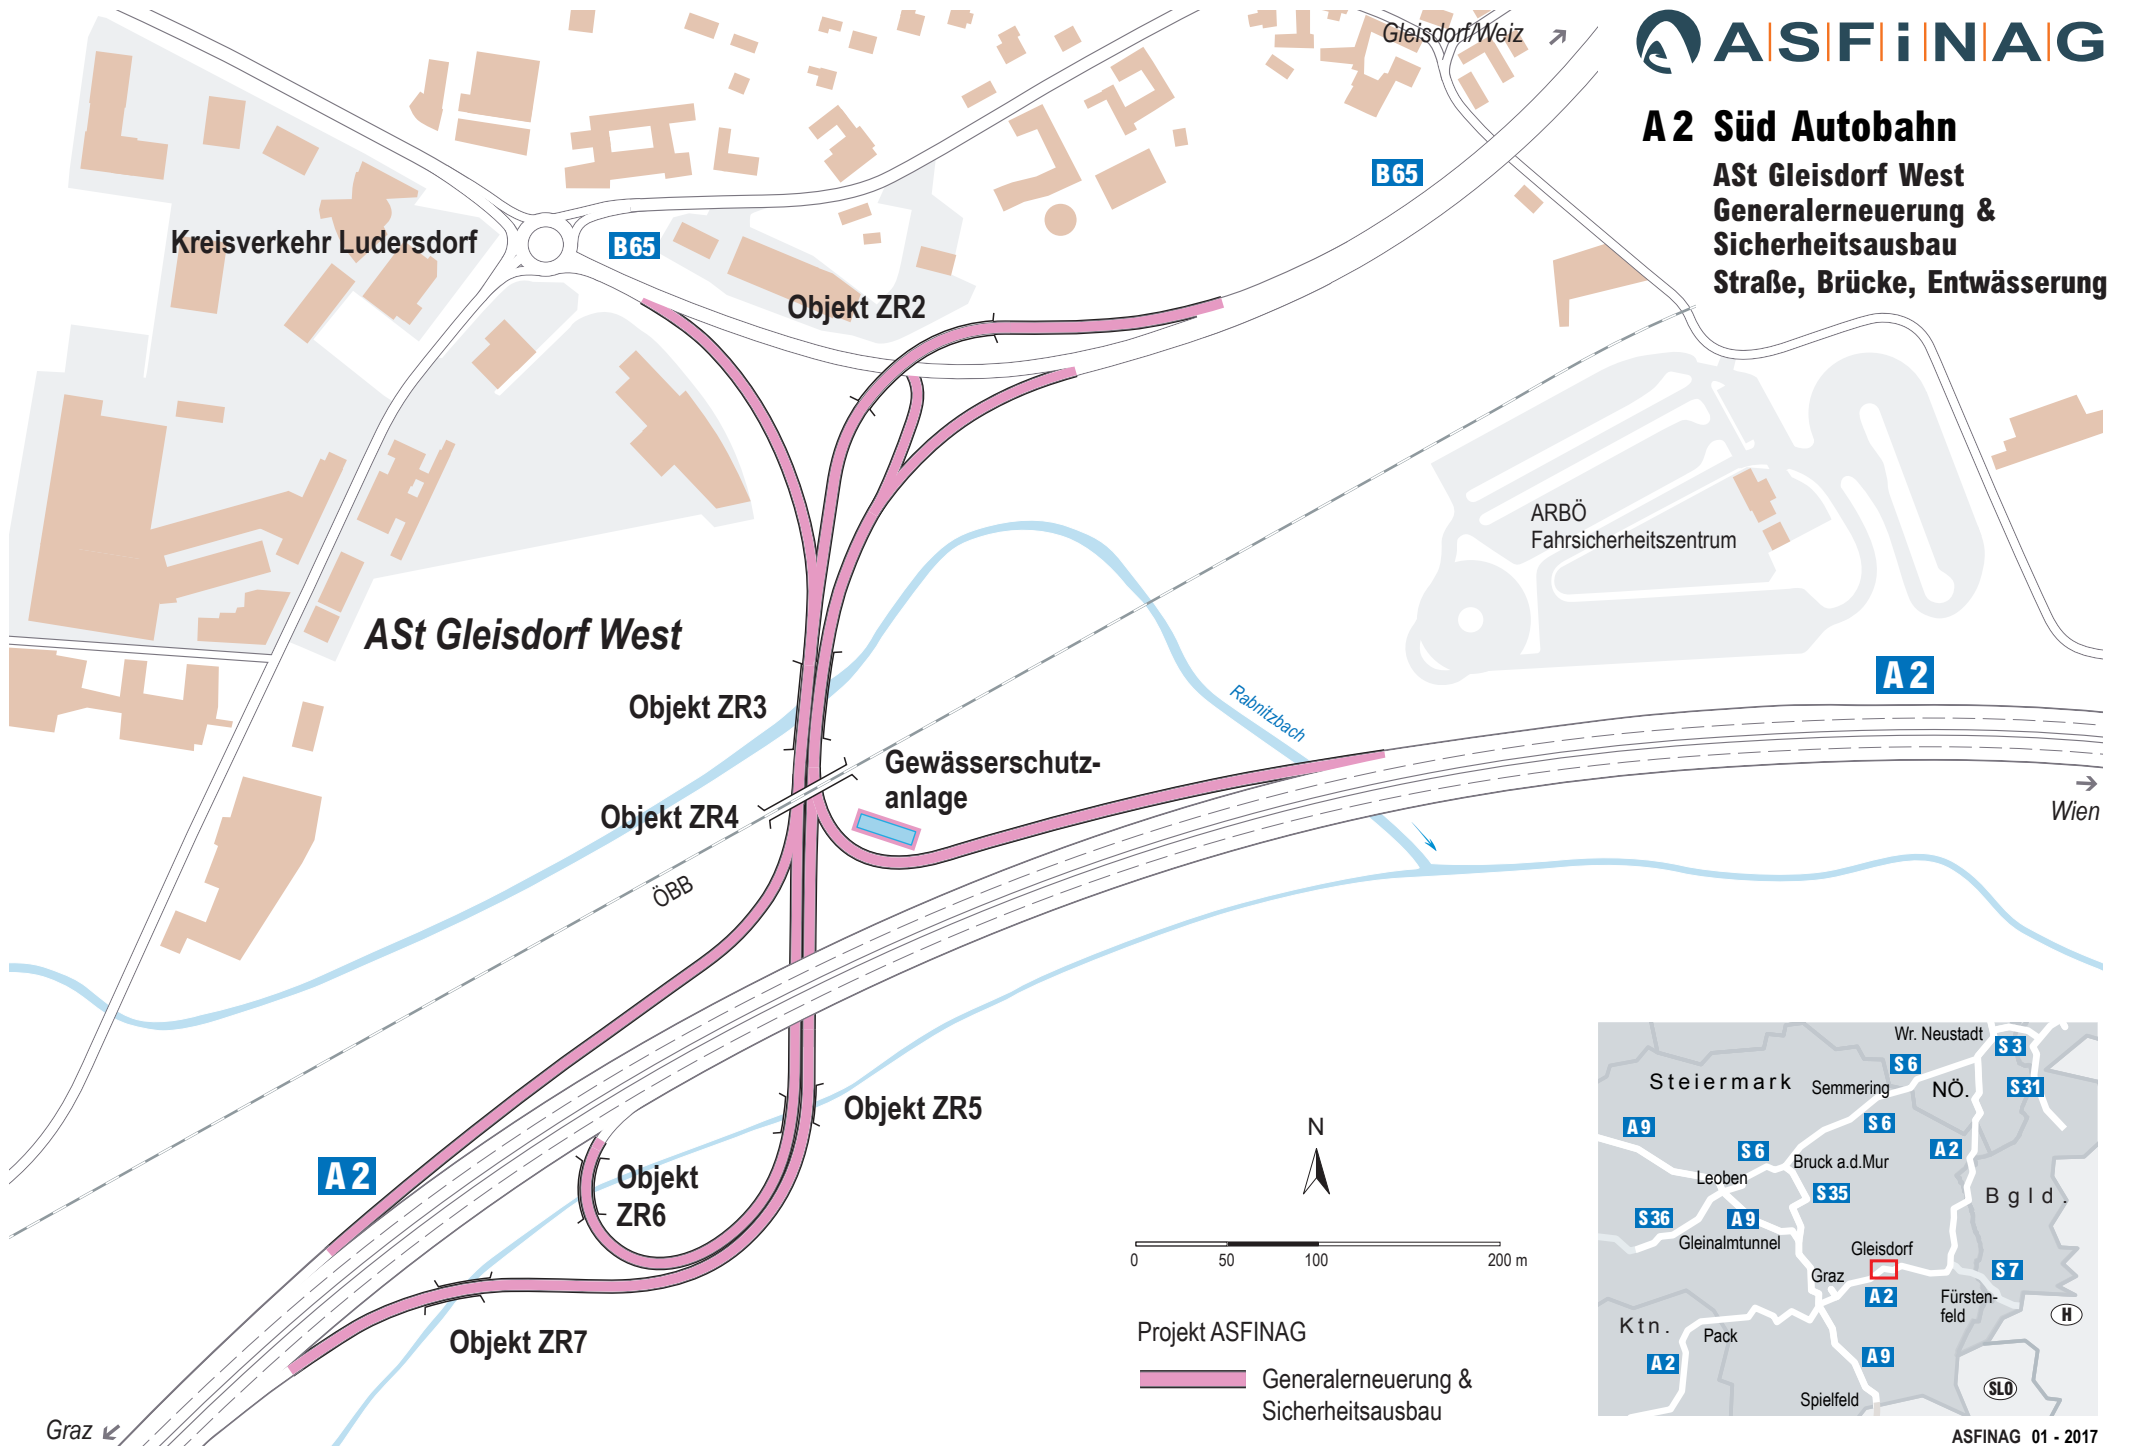 Gleisdorf/Weiz
ASFiNAG
A2 Süd Autobahn
ASt Gleisdorf West
Generalerneuerung &
Sicherheitsausbau
Straße, Brücke, Entwässerung
B65
Kreisverkehr Ludersdorf
B65
Objekt ZR2
ARBÖ
Fahrsicherheitszentrum
ASt Gleisdorf West
A2
Objekt ZR3
Rabnitzbach
Gewässerschutz-
anlage
Objekt ZR4
Wien
ÖBB
Objekt ZR5
A2
Objekt
ZR6
Objekt ZR7
Graz
N
0 50 100 200 m
Projekt ASFINAG
Generalerneuerung &
Sicherheitsausbau
Wr. Neustadt
S3
S6
Steiermark
Semmering
NÖ.
S31
A9
S6
S6
A2
Bruck a.d.Mur
Leoben
S35
Bgld.
S36
A9
Gleinalmtunnel
Gleisdorf
Graz
S7
A2
Fürsten-
feld
H
Ktn.
Pack
A2
A9
SLO
Spielfeld
ASFINAG 01 - 2017